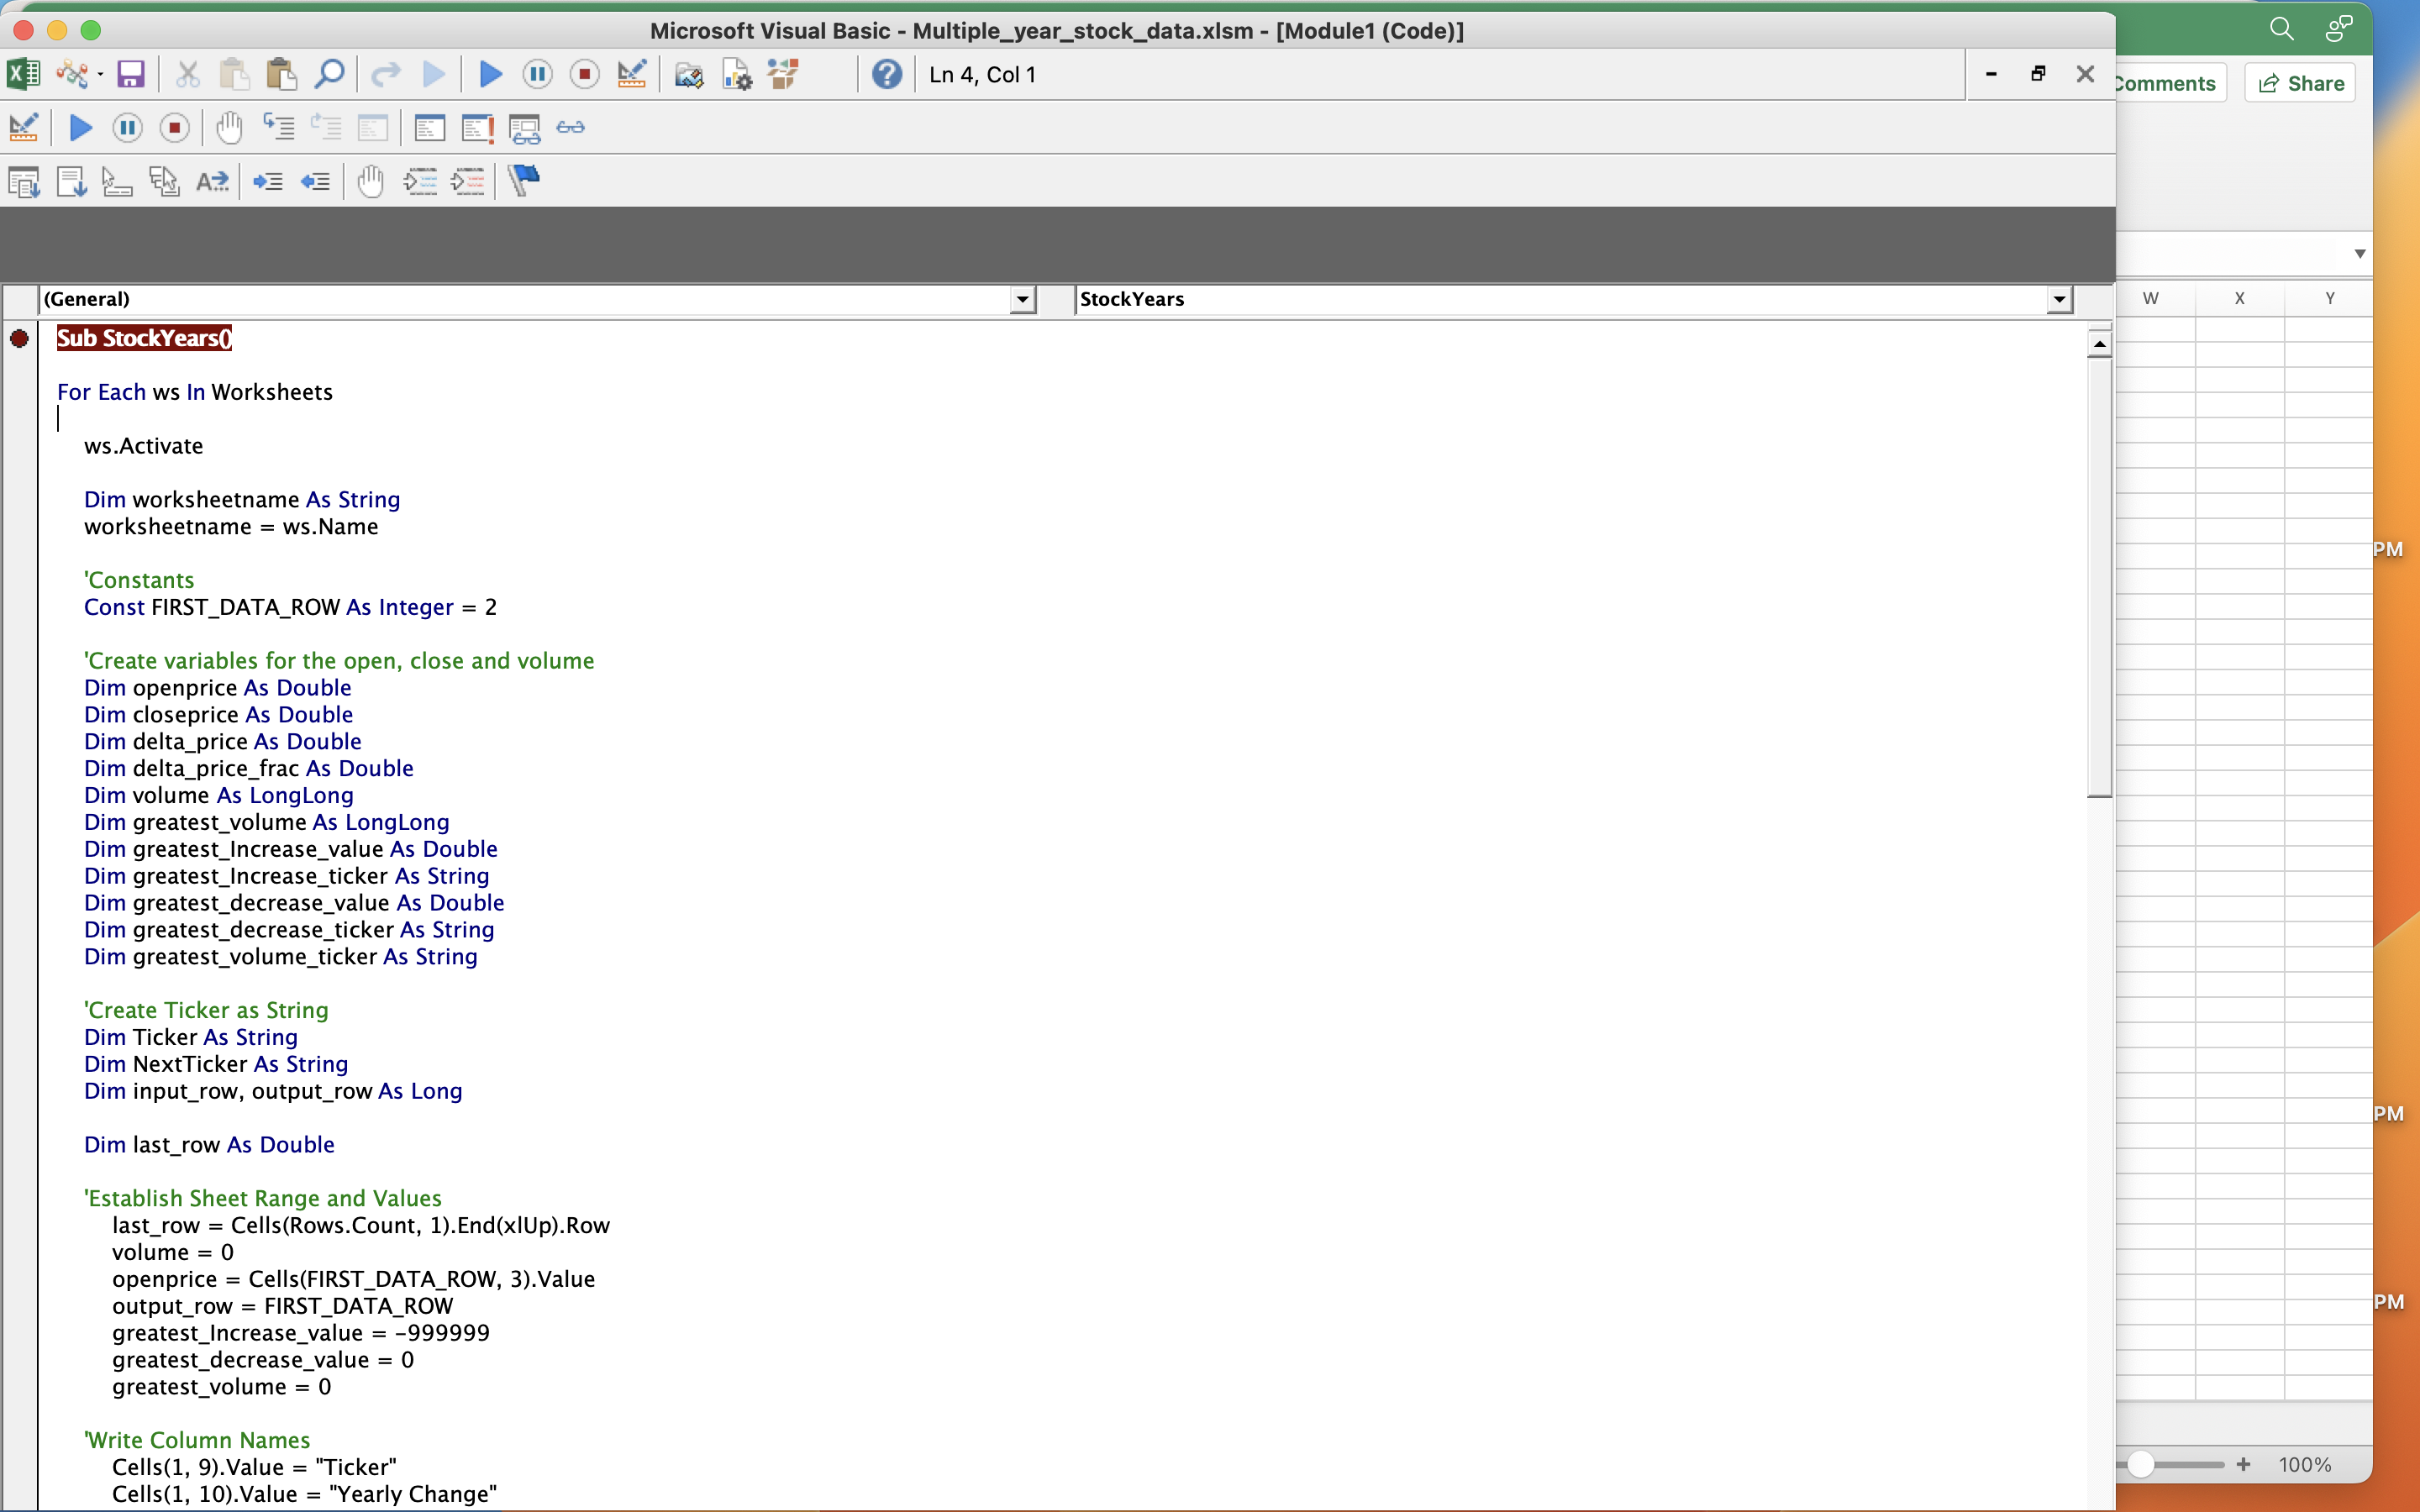 Microsoft Visual Basic - Multiple_year_stock_data.xlsm - [Module1 (Code)]
Ln 4, Col 1
Comments
Share
(General)
StockYears
W X Y
Sub StockYears()
For Each ws In Worksheets
ws.Activate
Dim worksheetname As String
worksheetname = ws.Name
'Constants
Const FIRST_DATA_ROW As Integer = 2
'Create variables for the open, close and volume
Dim openprice As Double
Dim closeprice As Double
Dim delta_price As Double
Dim delta_price_frac As Double
Dim volume As LongLong
Dim greatest_volume As LongLong
Dim greatest_Increase_value As Double
Dim greatest_Increase_ticker As String
Dim greatest_decrease_value As Double
Dim greatest_decrease_ticker As String
Dim greatest_volume_ticker As String
'Create Ticker as String
Dim Ticker As String
Dim NextTicker As String
Dim input_row, output_row As Long
Dim last_row As Double
'Establish Sheet Range and Values
last_row = Cells(Rows.Count, 1).End(xlUp).Row
volume = 0
openprice = Cells(FIRST_DATA_ROW, 3).Value
output_row = FIRST_DATA_ROW
greatest_Increase_value = -999999
greatest_decrease_value = 0
greatest_volume = 0
'Write Column Names
Cells(1, 9).Value = "Ticker"
Cells(1, 10).Value = "Yearly Change"
PM
PM
PM
100%